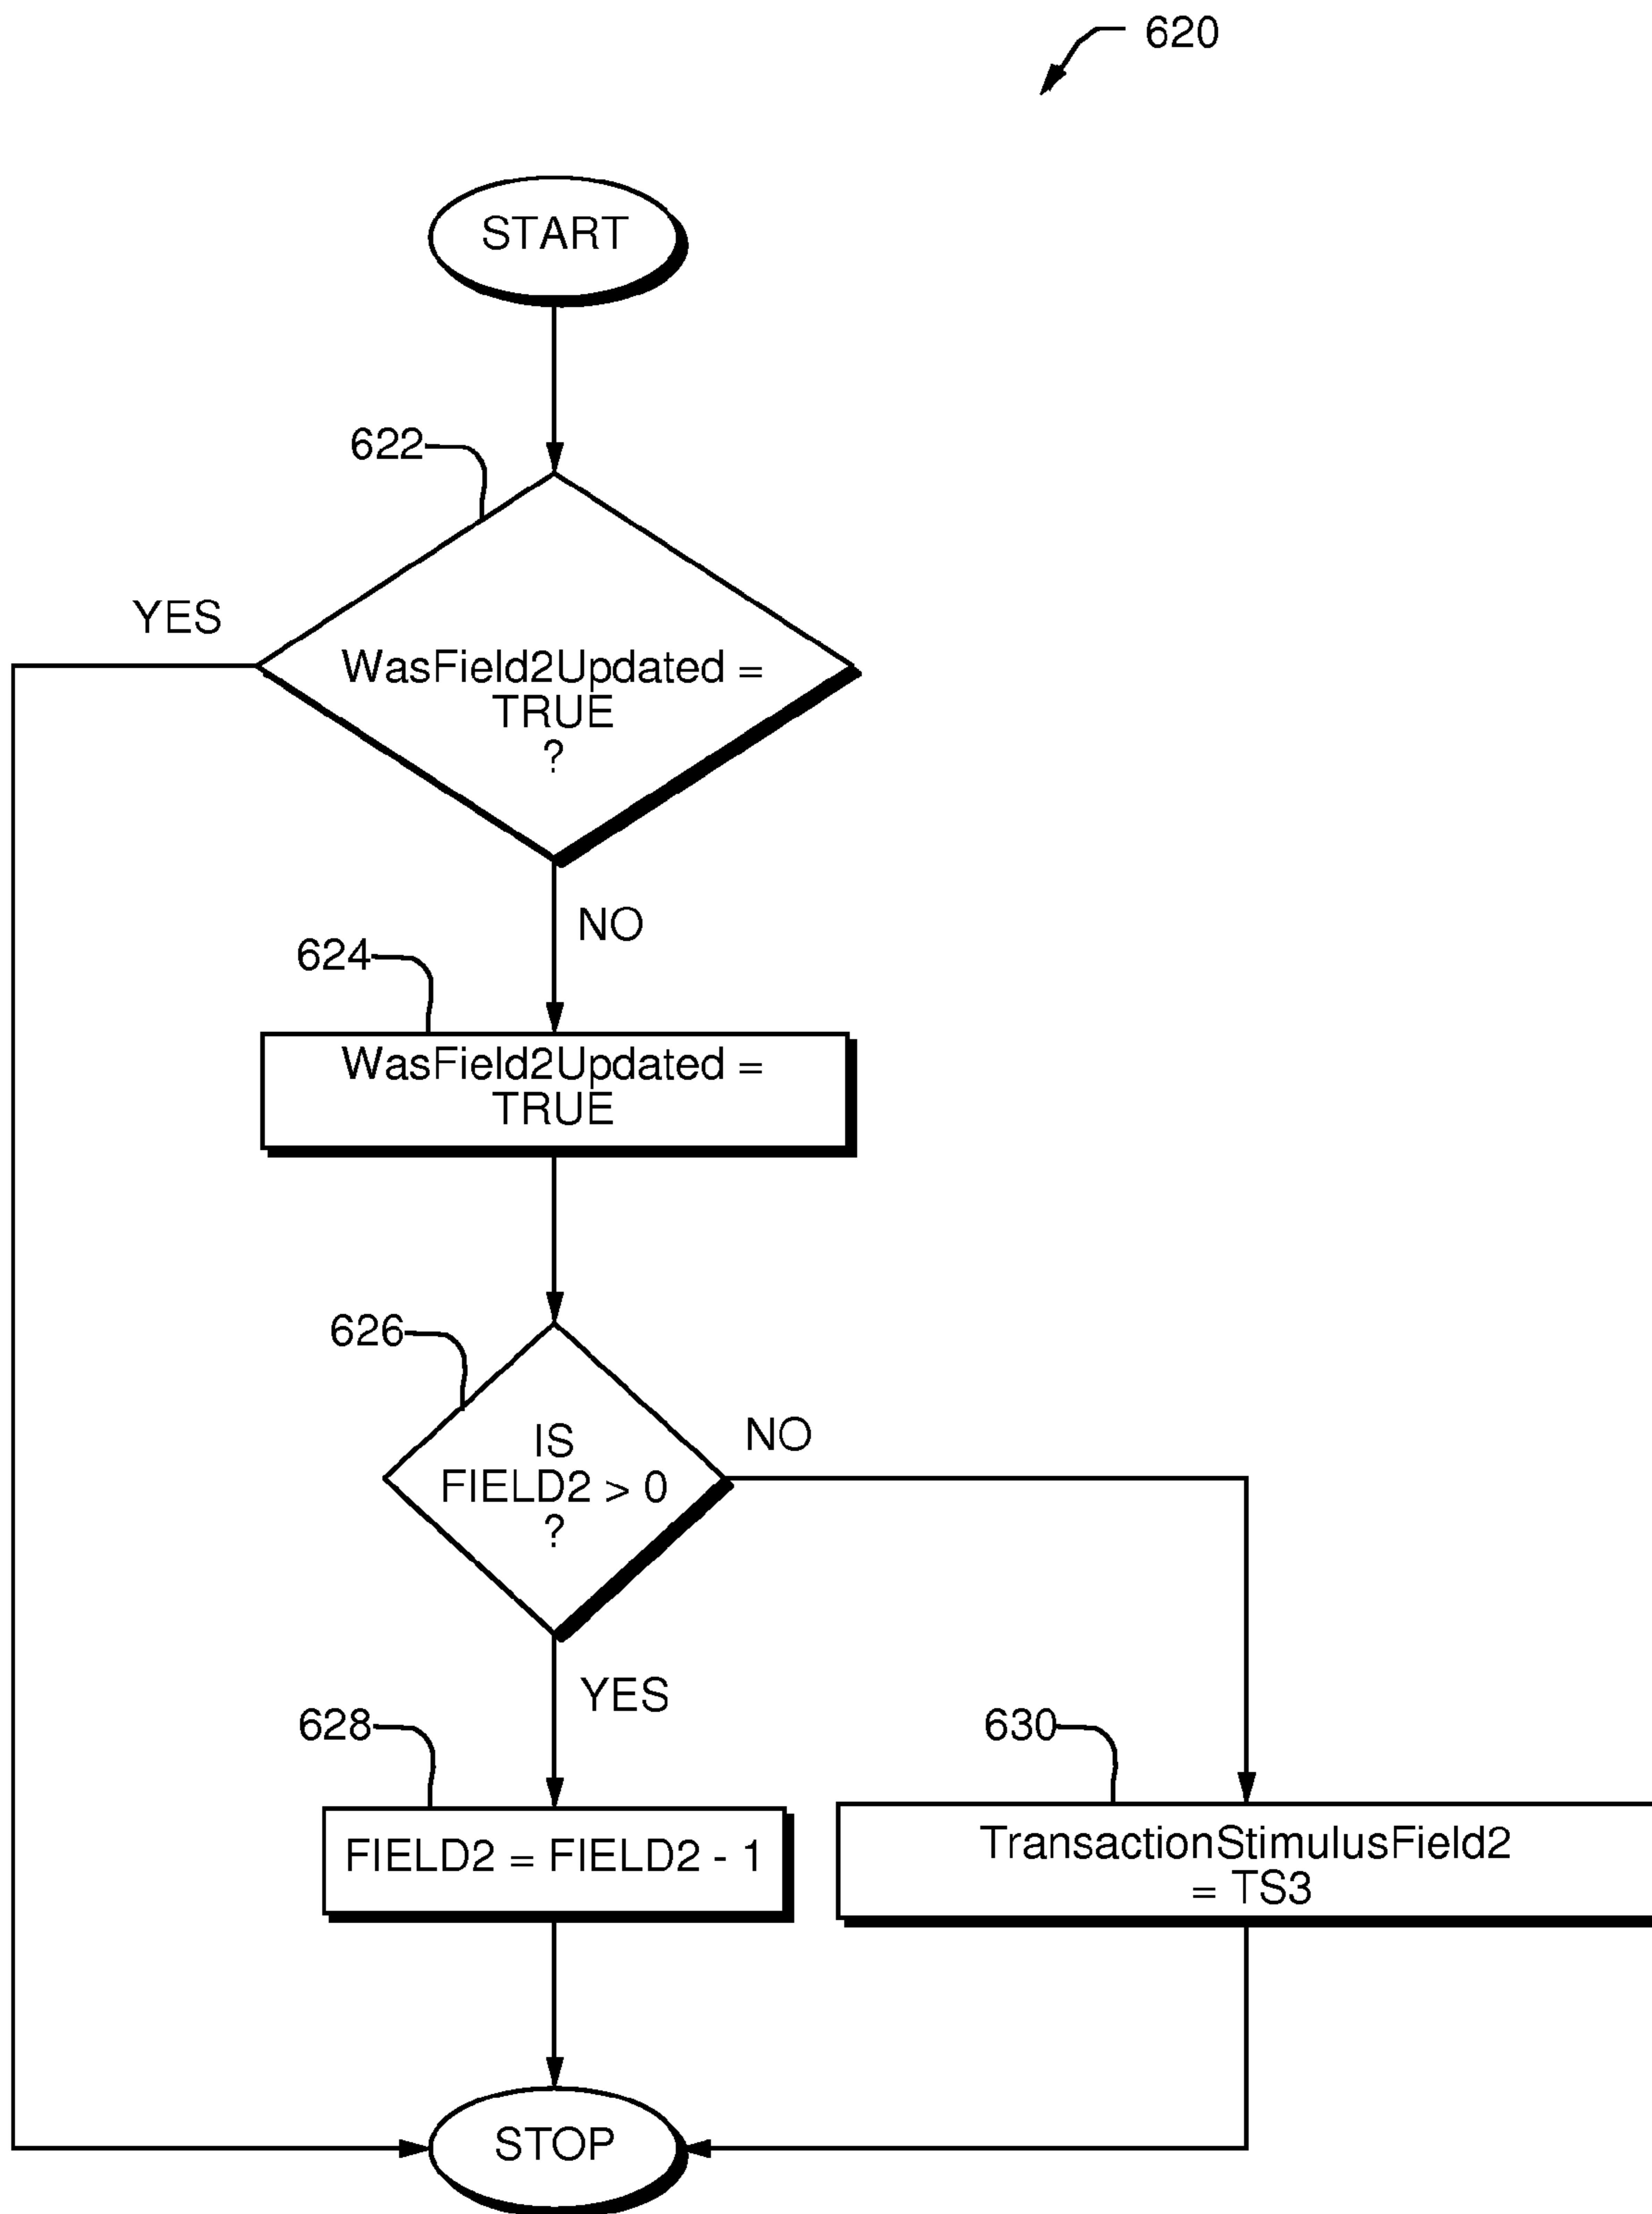 620
START
622
YES
WasField2Updated =
TRUE
?
NO
624
WasField2Updated =
TRUE
626
IS
FIELD2 > 0
?
NO
YES
628
630
FIELD2 = FIELD2 - 1
TransactionStimulusField2
= TS3
STOP